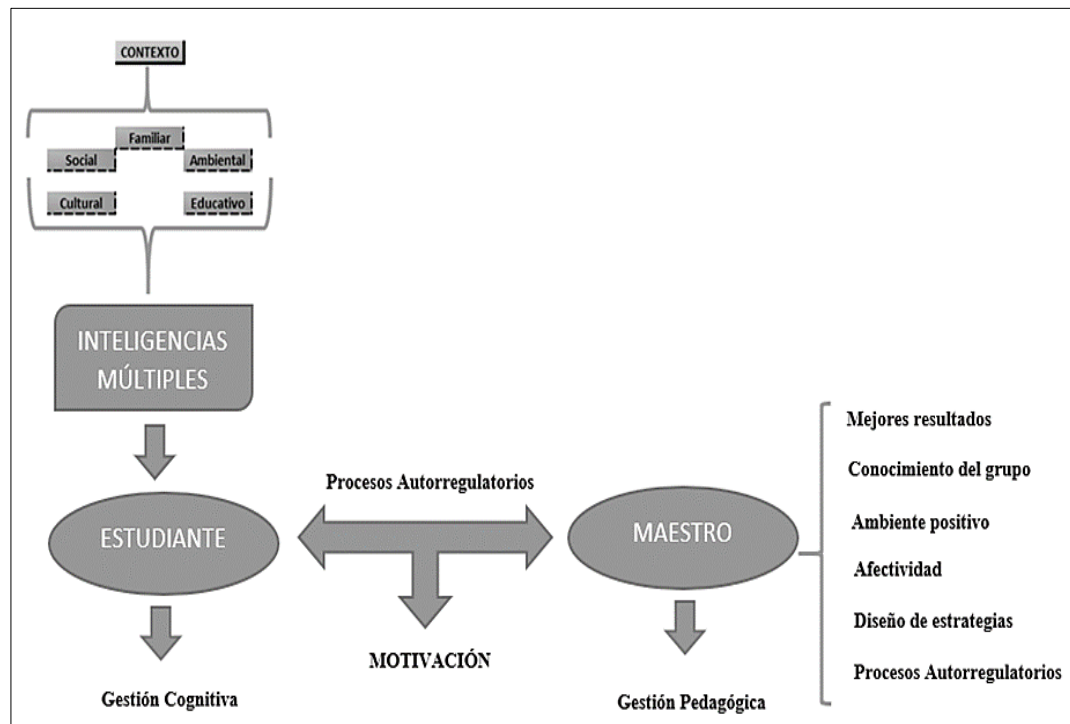 CONTEXTO
Familiar
Social
Ambiental
Cultural
Educativo
INTELIGENCIAS
MÚLTIPLES
ESTUDIANTE
Procesos Autorregulatorios
MAESTRO
MOTIVACIÓN
Gestión Cognitiva
Gestión Pedagógica
Mejores resultados
Conocimiento del grupo
Ambiente positivo
Afectividad
Diseño de estrategias
Procesos Autorregulatorios